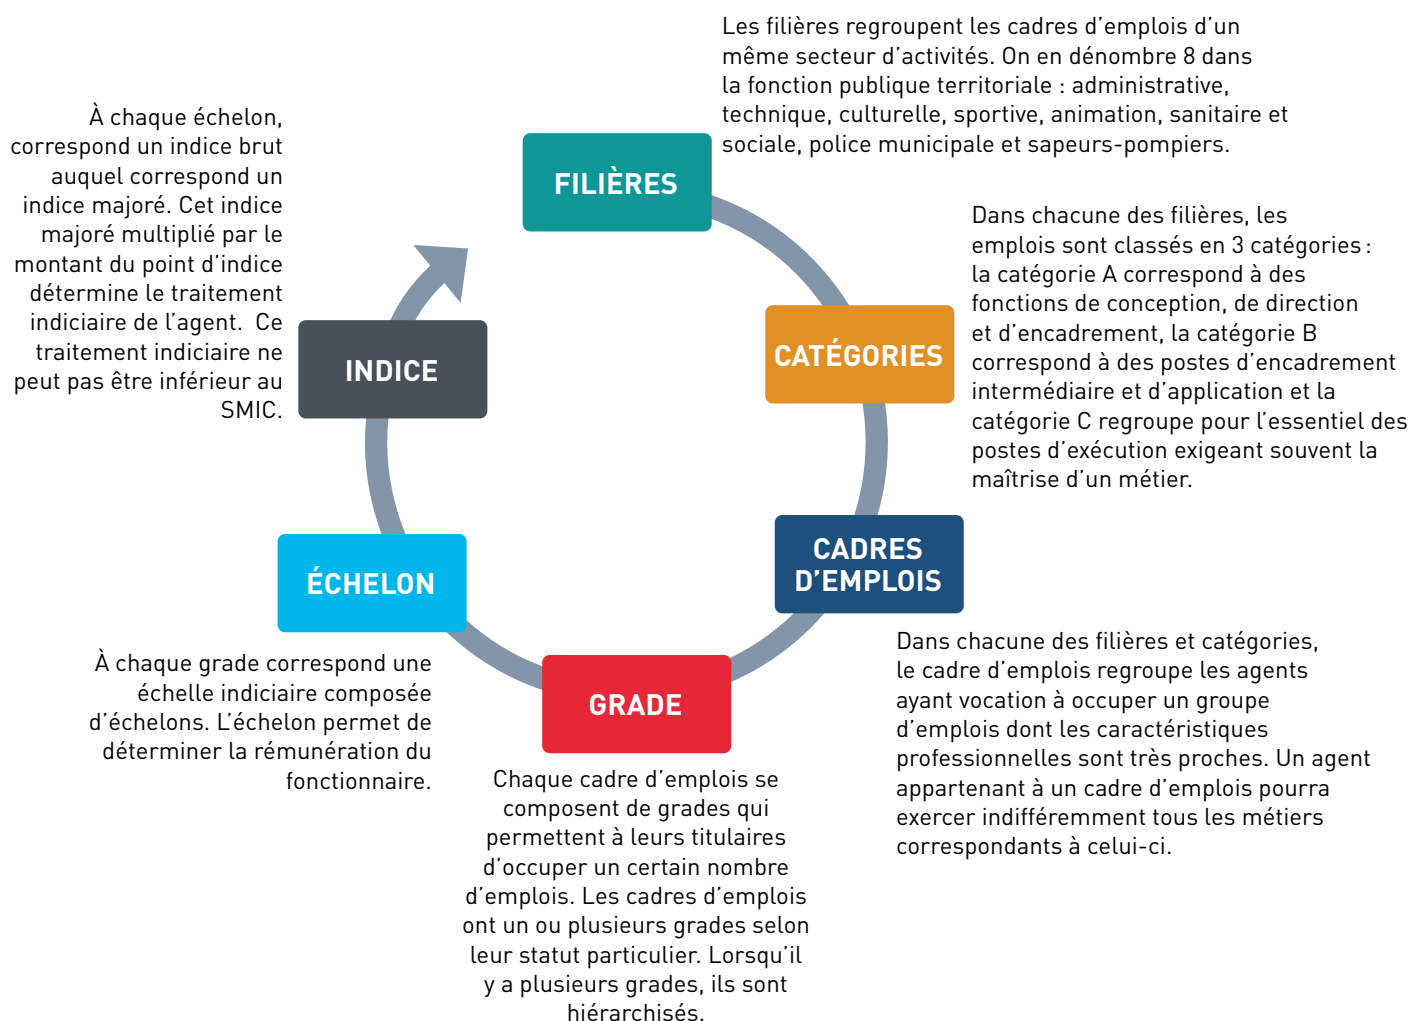 FILIÈRES
Les filières regroupent les cadres d’emplois d’un
même secteur d’activités. On en dénombre 8 dans
la fonction publique territoriale : administrative,
technique, culturelle, sportive, animation, sanitaire et
sociale, police municipale et sapeurs-pompiers.
CATÉGORIES
Dans chacune des filières, les
emplois sont classés en 3 catégories :
la catégorie A correspond à des
fonctions de conception, de direction
et d’encadrement, la catégorie B
correspond à des postes d’encadrement
intermédiaire et d’application et la
catégorie C regroupe pour l’essentiel des
postes d’exécution exigeant souvent la
maîtrise d’un métier.
CADRES
D’EMPLOIS
Dans chacune des filières et catégories,
le cadre d’emplois regroupe les agents
ayant vocation à occuper un groupe
d’emplois dont les caractéristiques
professionnelles sont très proches. Un agent
appartenant à un cadre d’emplois pourra
exercer indifféremment tous les métiers
correspondants à celui-ci.
GRADE
Chaque cadre d’emplois se
composent de grades qui
permettent à leurs titulaires
d’occuper un certain nombre
d’emplois. Les cadres d’emplois
ont un ou plusieurs grades selon
leur statut particulier. Lorsqu’il
y a plusieurs grades, ils sont
hiérarchisés.
ÉCHELON
À chaque grade correspond une
échelle indiciaire composée
d’échelons. L’échelon permet de
déterminer la rémunération du
fonctionnaire.
INDICE
À chaque échelon,
correspond un indice brut
auquel correspond un
indice majoré. Cet indice
majoré multiplié par le
montant du point d’indice
détermine le traitement
indiciaire de l’agent. Ce
traitement indiciaire ne
peut pas être inférieur au
SMIC.